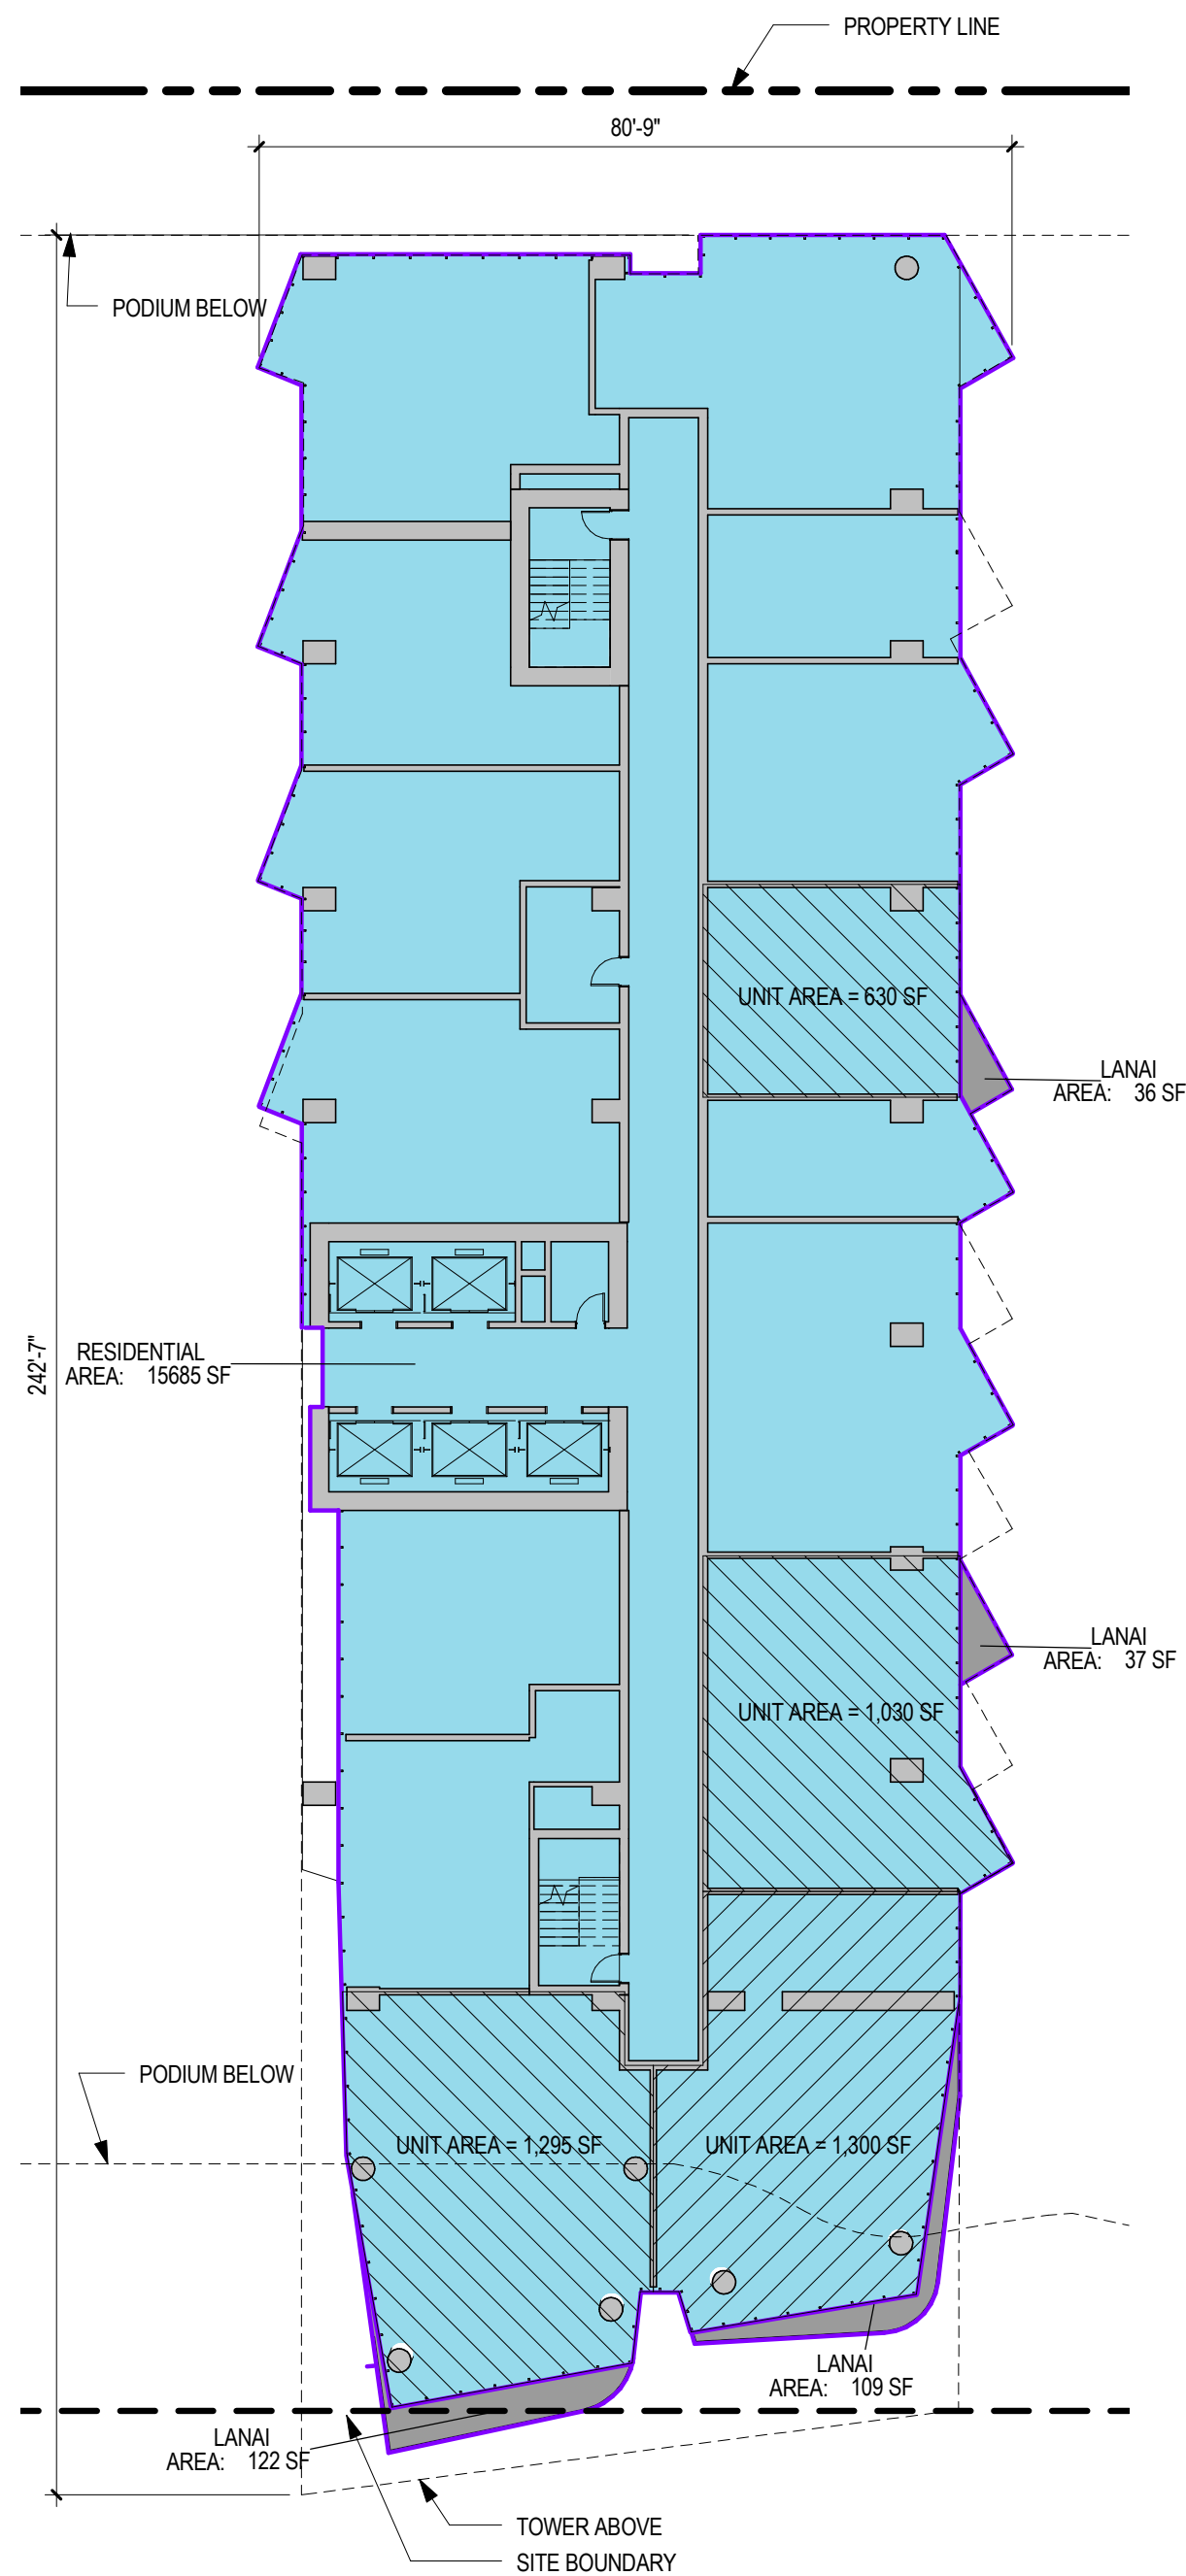 PROPERTY LINE
80'-9"
PODIUM BELOW
UNIT AREA = 630 SF
LANAI
AREA: 36 SF
242'-7"
RESIDENTIAL
AREA: 15685 SF
LANAI
AREA: 37 SF
UNIT AREA = 1,030 SF
PODIUM BELOW
UNIT AREA = 1,295 SF
UNIT AREA = 1,300 SF
LANAI
AREA: 109 SF
LANAI
AREA: 122 SF
TOWER ABOVE
SITE BOUNDARY